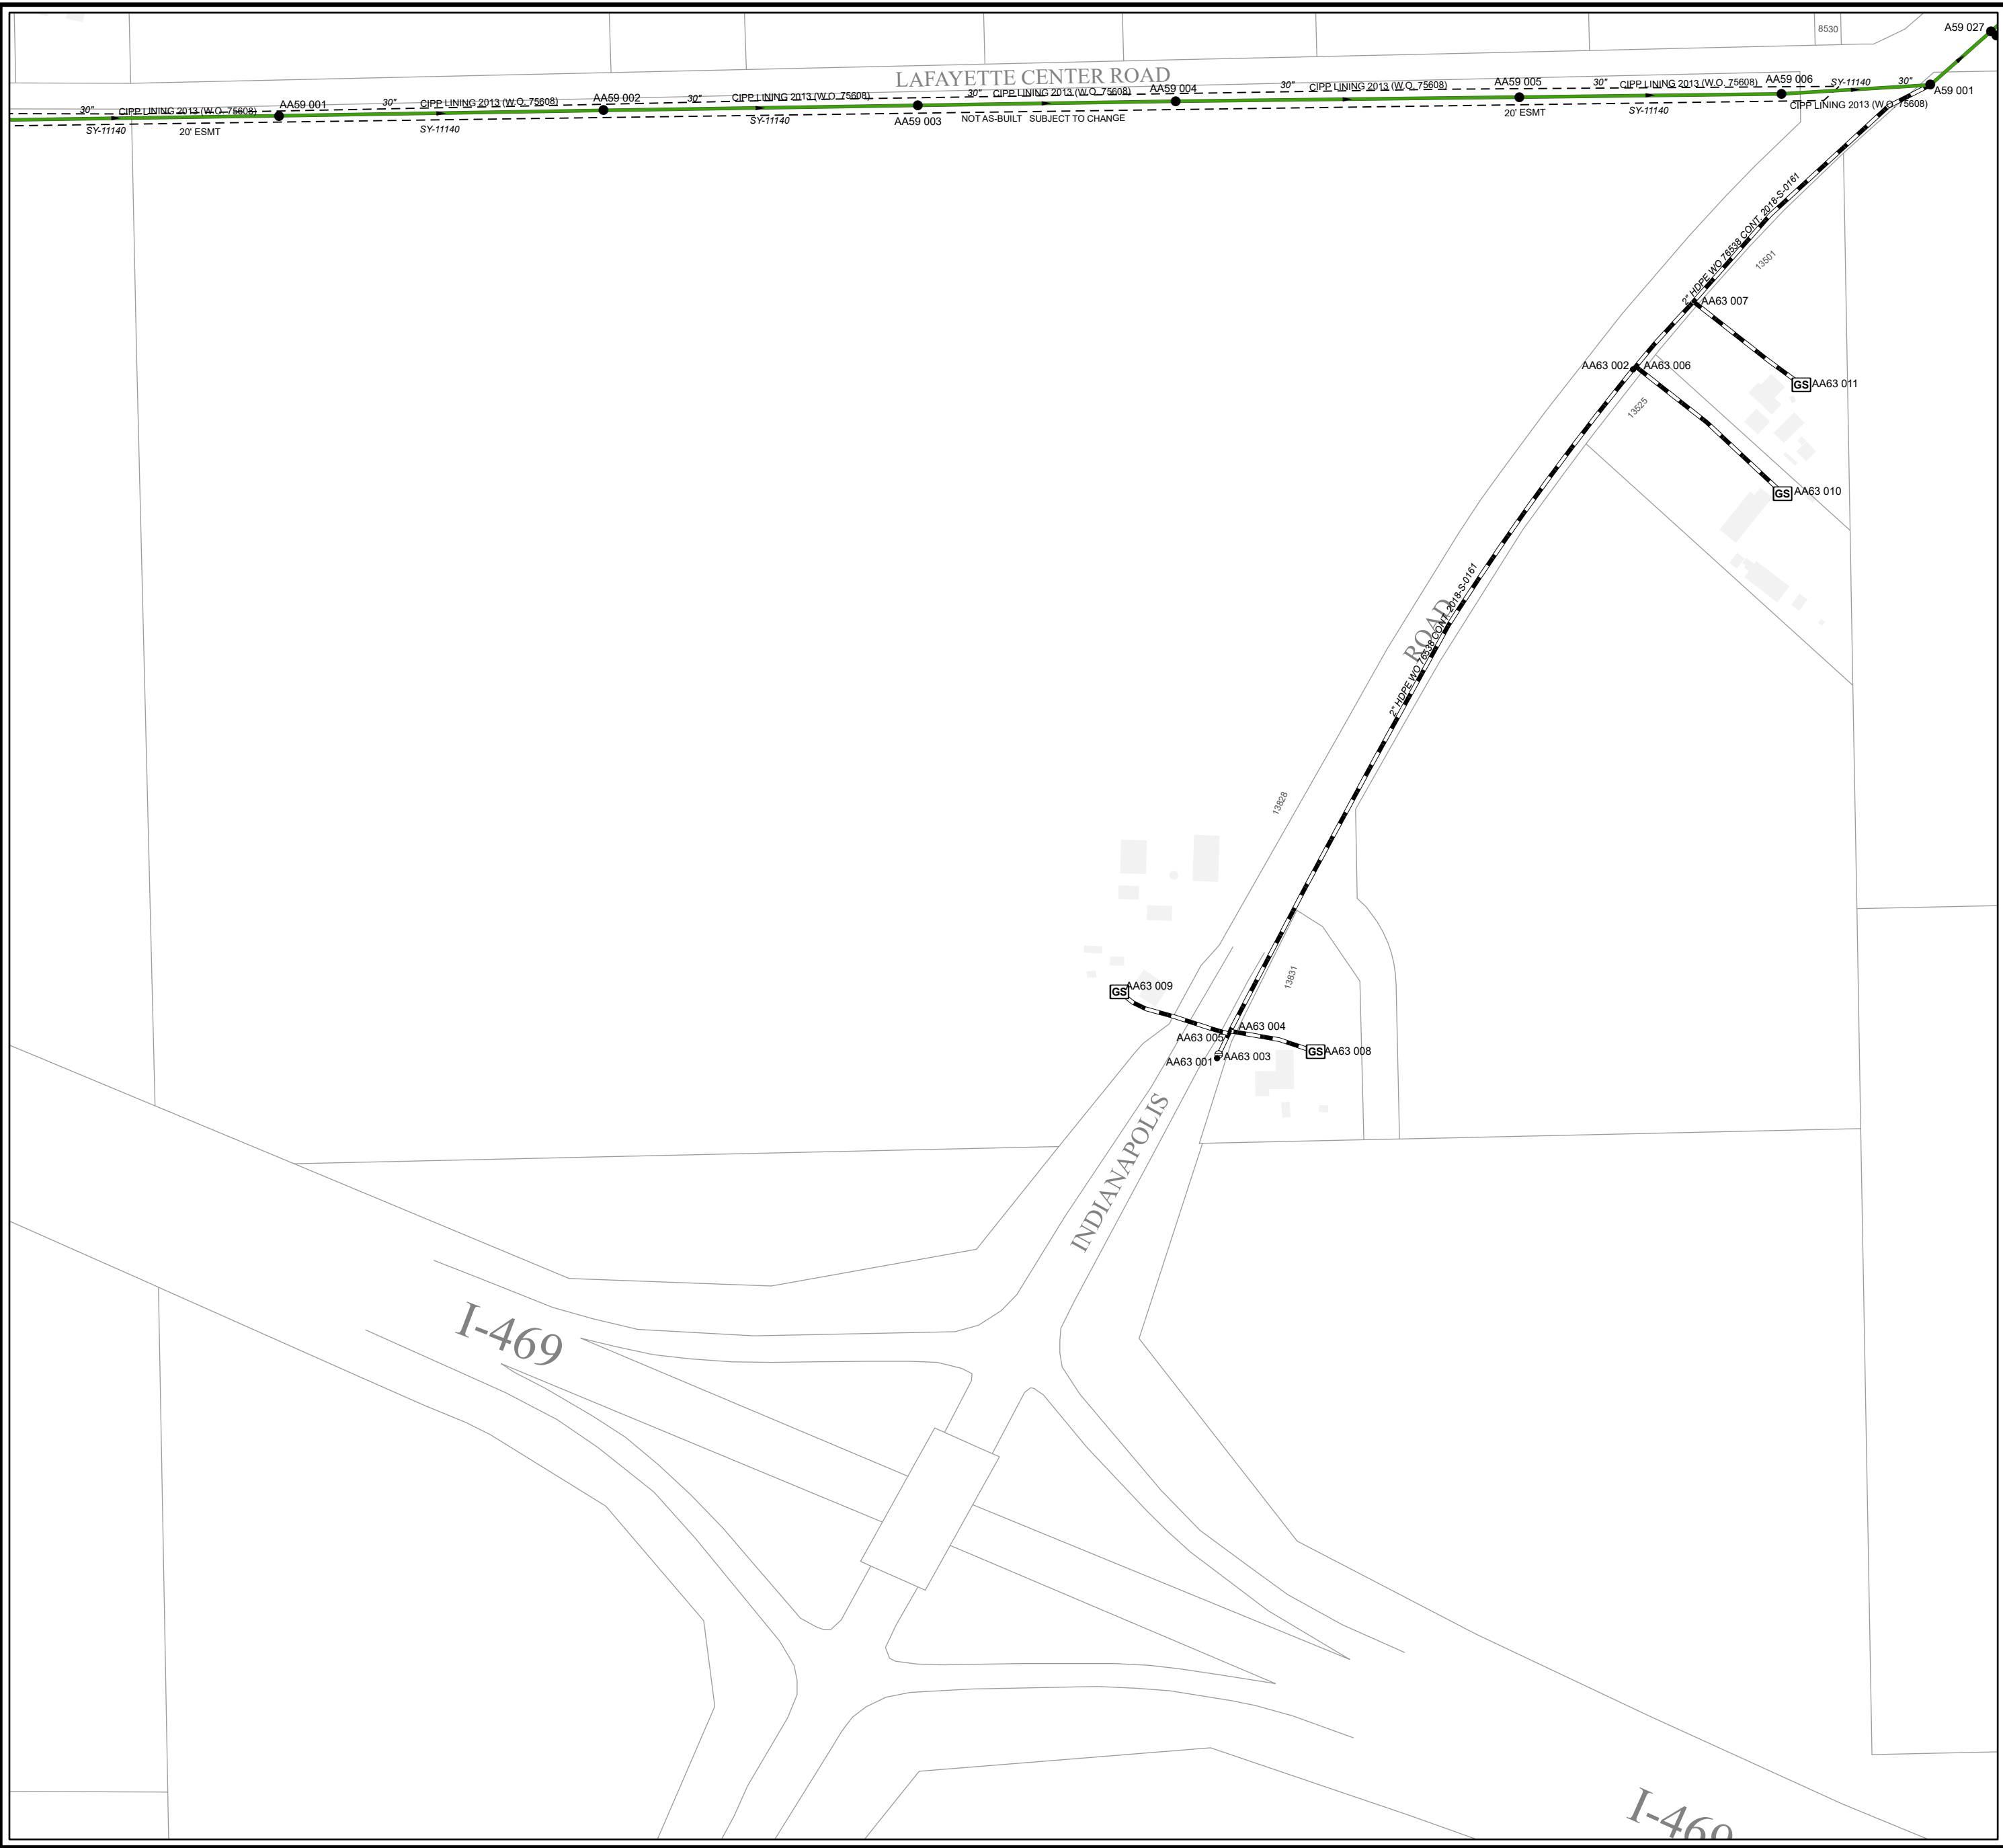 8530
A59 027
LAFAYETTE CENTER ROAD
30" CIPP LINING 2013 (W.O. 75608) AA59 001
30" CIPP LINING 2013 (W.O. 75608) AA59 002
30" CIPP LINING 2013 (W.O. 75608)
30" CIPP LINING 2013 (W.O. 75608) AA59 004
30" CIPP LINING 2013 (W.O. 75608) AA59 005
30" CIPP LINING 2013 (W.O. 75608) AA59 006
SY-11140 30"
A59 001
CIPP LINING 2013 (W.O. 75608)
SY-11140
20' ESMT
SY-11140
SY-11140
AA59 003
NOT AS-BUILT SUBJECT TO CHANGE
20' ESMT
SY-11140
2" HDPE WO 76538 CONT. 2018-S-0161
13501
AA63 007
AA63 002
AA63 006
GS AA63 011
13525
GS AA63 010
2" HDPE WO 76538 CONT. 2018-S-0161
ROAD
13828
13831
GS AA63 009
AA63 004
AA63 005
GS AA63 008
AA63 001
AA63 003
INDIANAPOLIS
I-469
I-469